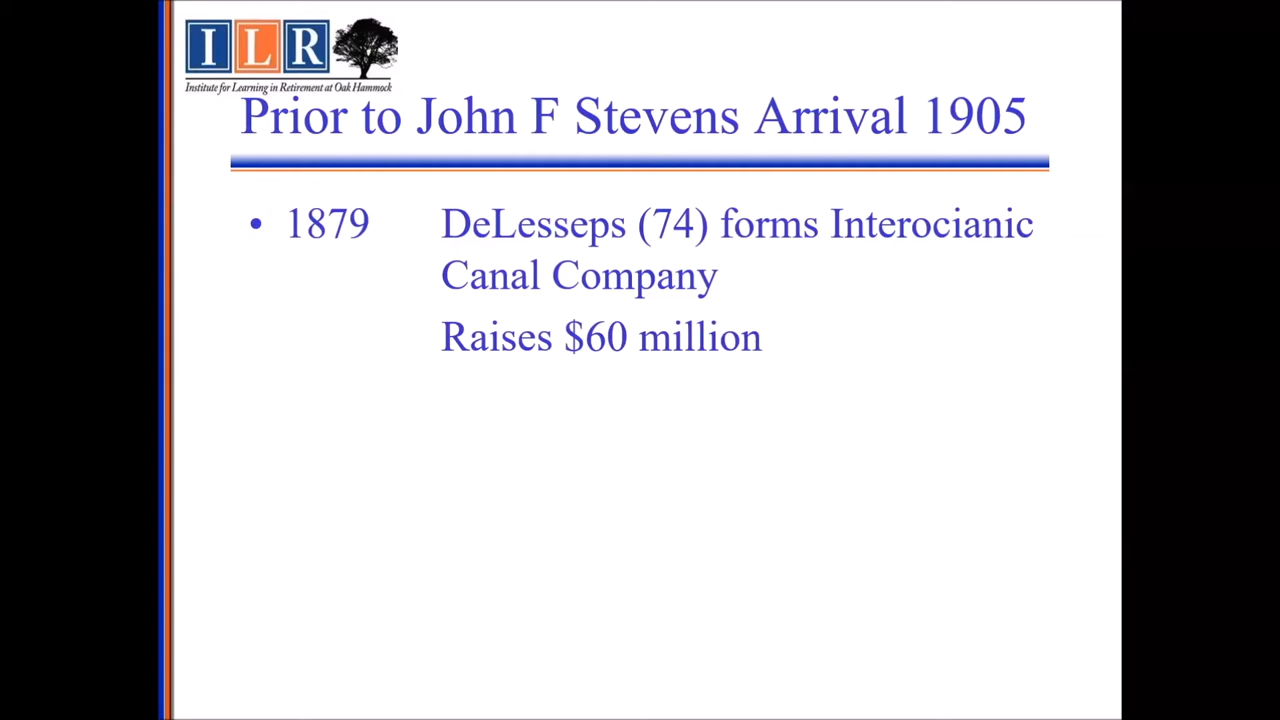 ILR
Institute for Learning in Retirement at Oak Hammock
Prior to John F Stevens Arrival 1905
• 1879 DeLesseps (74) forms Interocianic
Canal Company
Raises $60 million